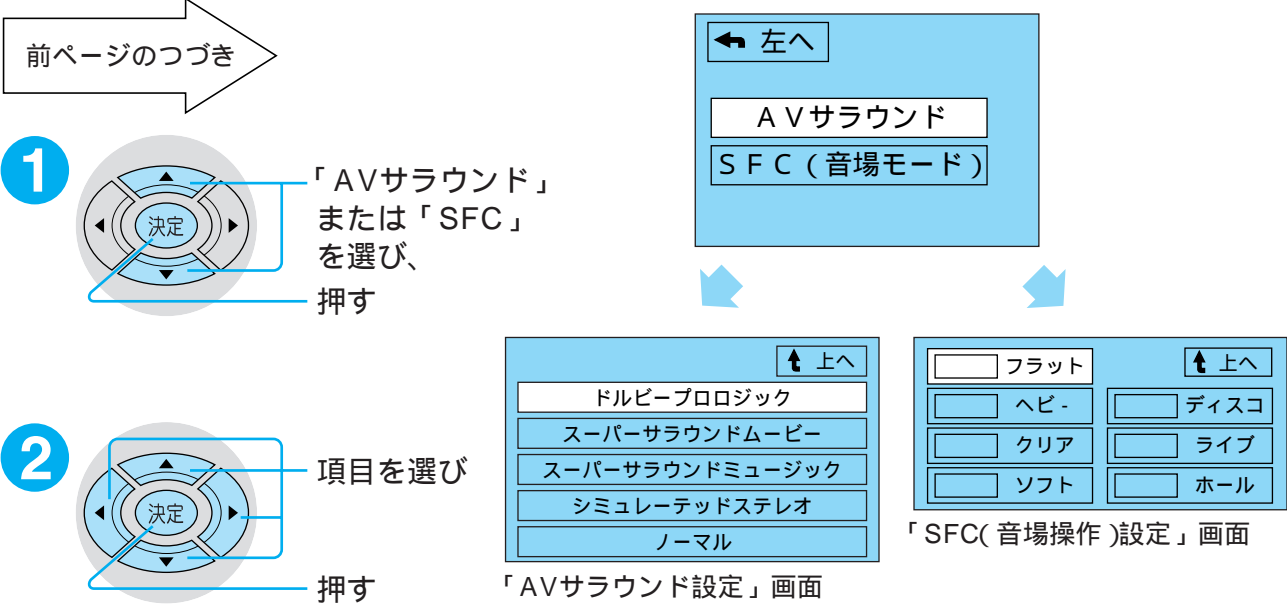 前ページのつづき
1
決定
「AVサラウンド」
または「SFC」
を選び、
押す
左へ
AVサラウンド
SFC(音場モード)
2
決定
項目を選び
押す
上へ
ドルビープロロジック
スーパーサラウンドムービー
スーパーサラウンドミュージック
シミュレーテッドステレオ
ノーマル
「AVサラウンド設定」画面
フラット
上へ
ヘビ-
ディスコ
クリア
ライブ
ソフト
ホール
「SFC(音場操作)設定」画面